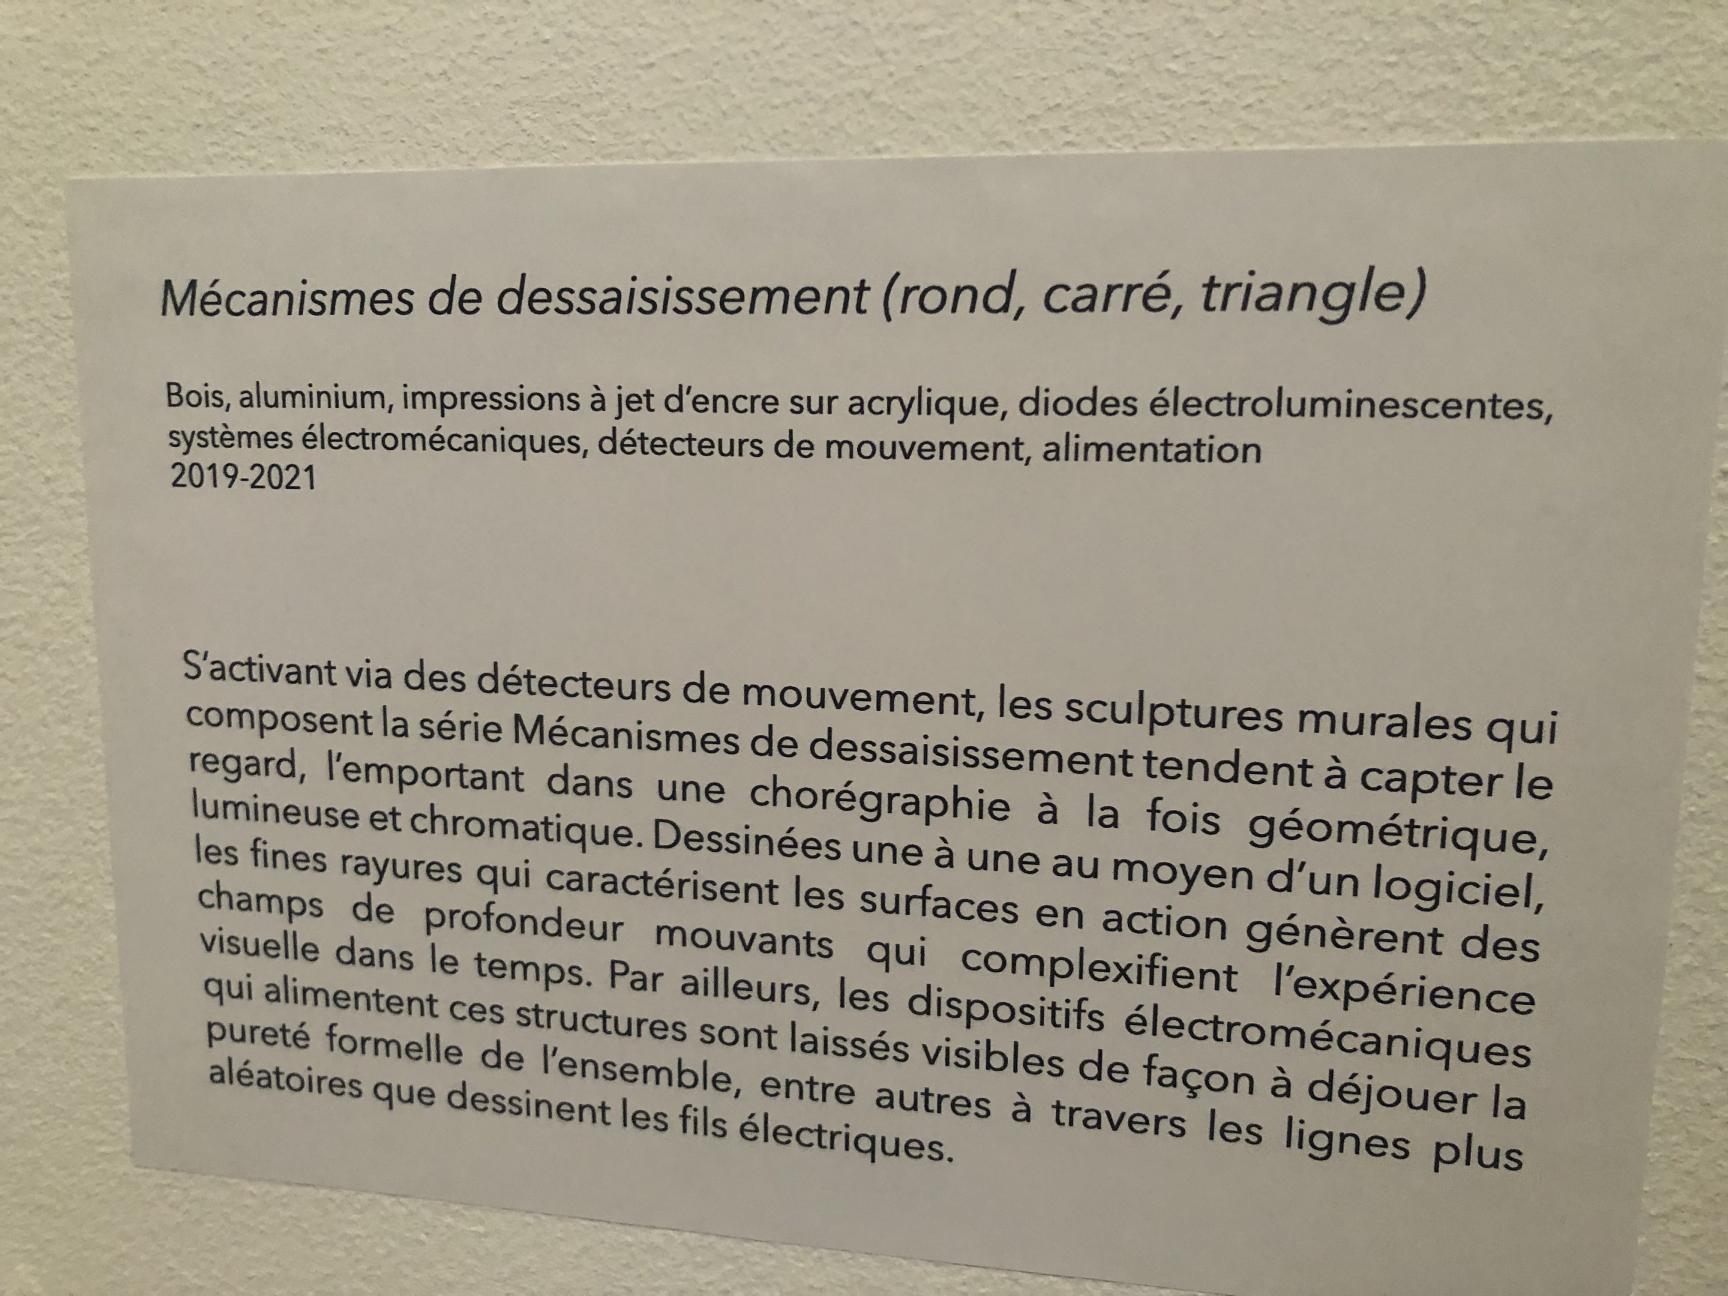 Mécanismes de dessaisissement (rond, carré, triangle)
Bois, aluminium, impressions à jet d'encre sur acrylique, diodes électroluminescentes,
systèmes électromécaniques, détecteurs de mouvement, alimentation
2019-2021
S'activant via des détecteurs de mouvement, les sculptures murales qui
composent la série Mécanismes de dessaisissement tendent à capter le
regard, l'emportant dans une chorégraphie à la fois géométrique,
lumineuse et chromatique. Dessinées une à une au moyen d'un logiciel,
les fines rayures qui caractérisent les surfaces en action génèrent des
champs de profondeur mouvants qui complexifient l'expérience
visuelle dans le temps. Par ailleurs, les dispositifs électromécaniques
qui alimentent ces structures sont laissés visibles de façon à déjouer la
pureté formelle de l'ensemble, entre autres à travers les lignes plus
aléatoires que dessinent les fils électriques.